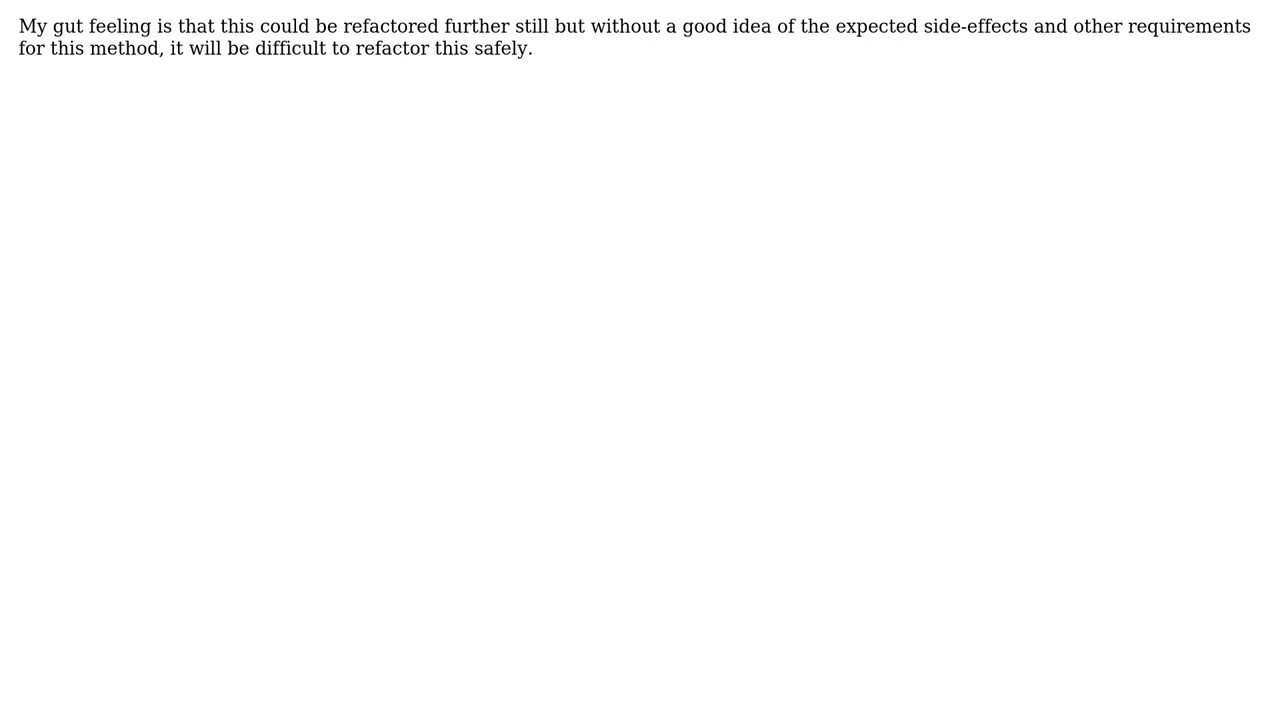 My gut feeling is that this could be refactored further still but without a good idea of the expected side-effects and other requirements
for this method, it will be difficult to refactor this safely.